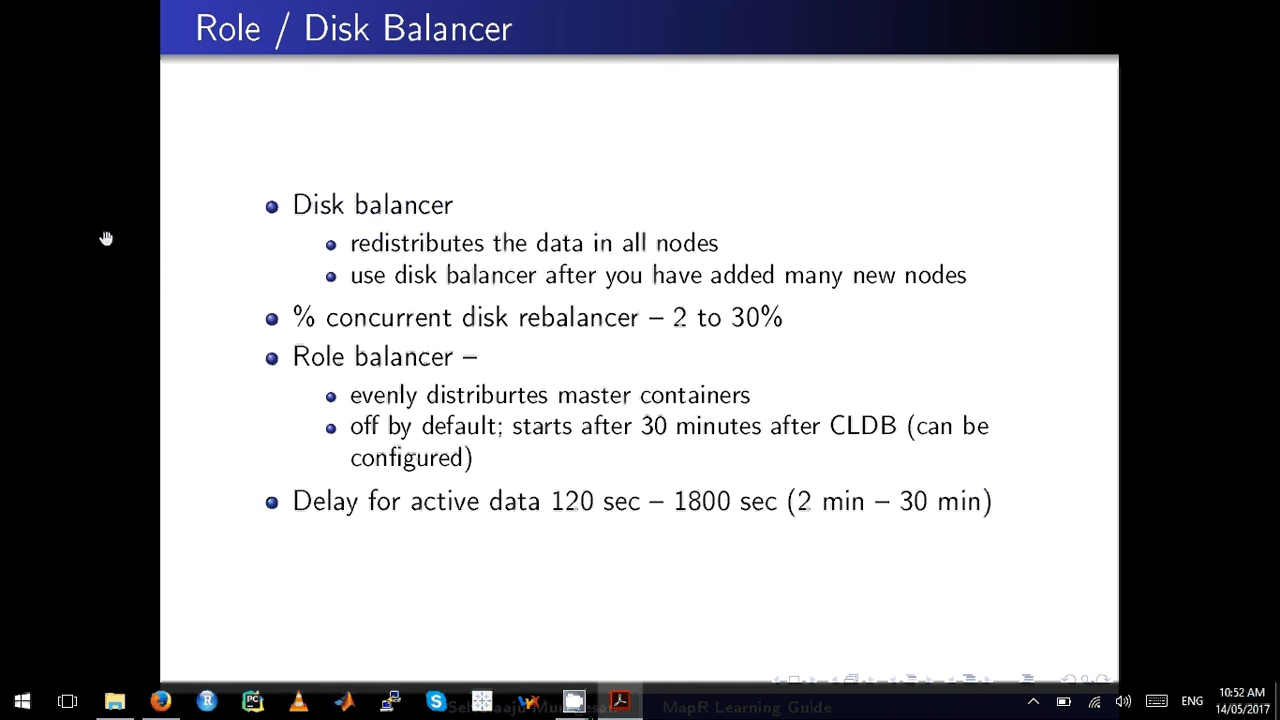 Role / Disk Balancer
Disk balancer
redistributes the data in all nodes
use disk balancer after you have added many new nodes
% concurrent disk rebalancer – 2 to 30%
Role balancer –
evenly distriburtes master containers
off by default; starts after 30 minutes after CLDB (can be
configured)
Delay for active data 120 sec – 1800 sec (2 min – 30 min)
MapR Learning Guide
ENG
10:52 AM
14/05/2017